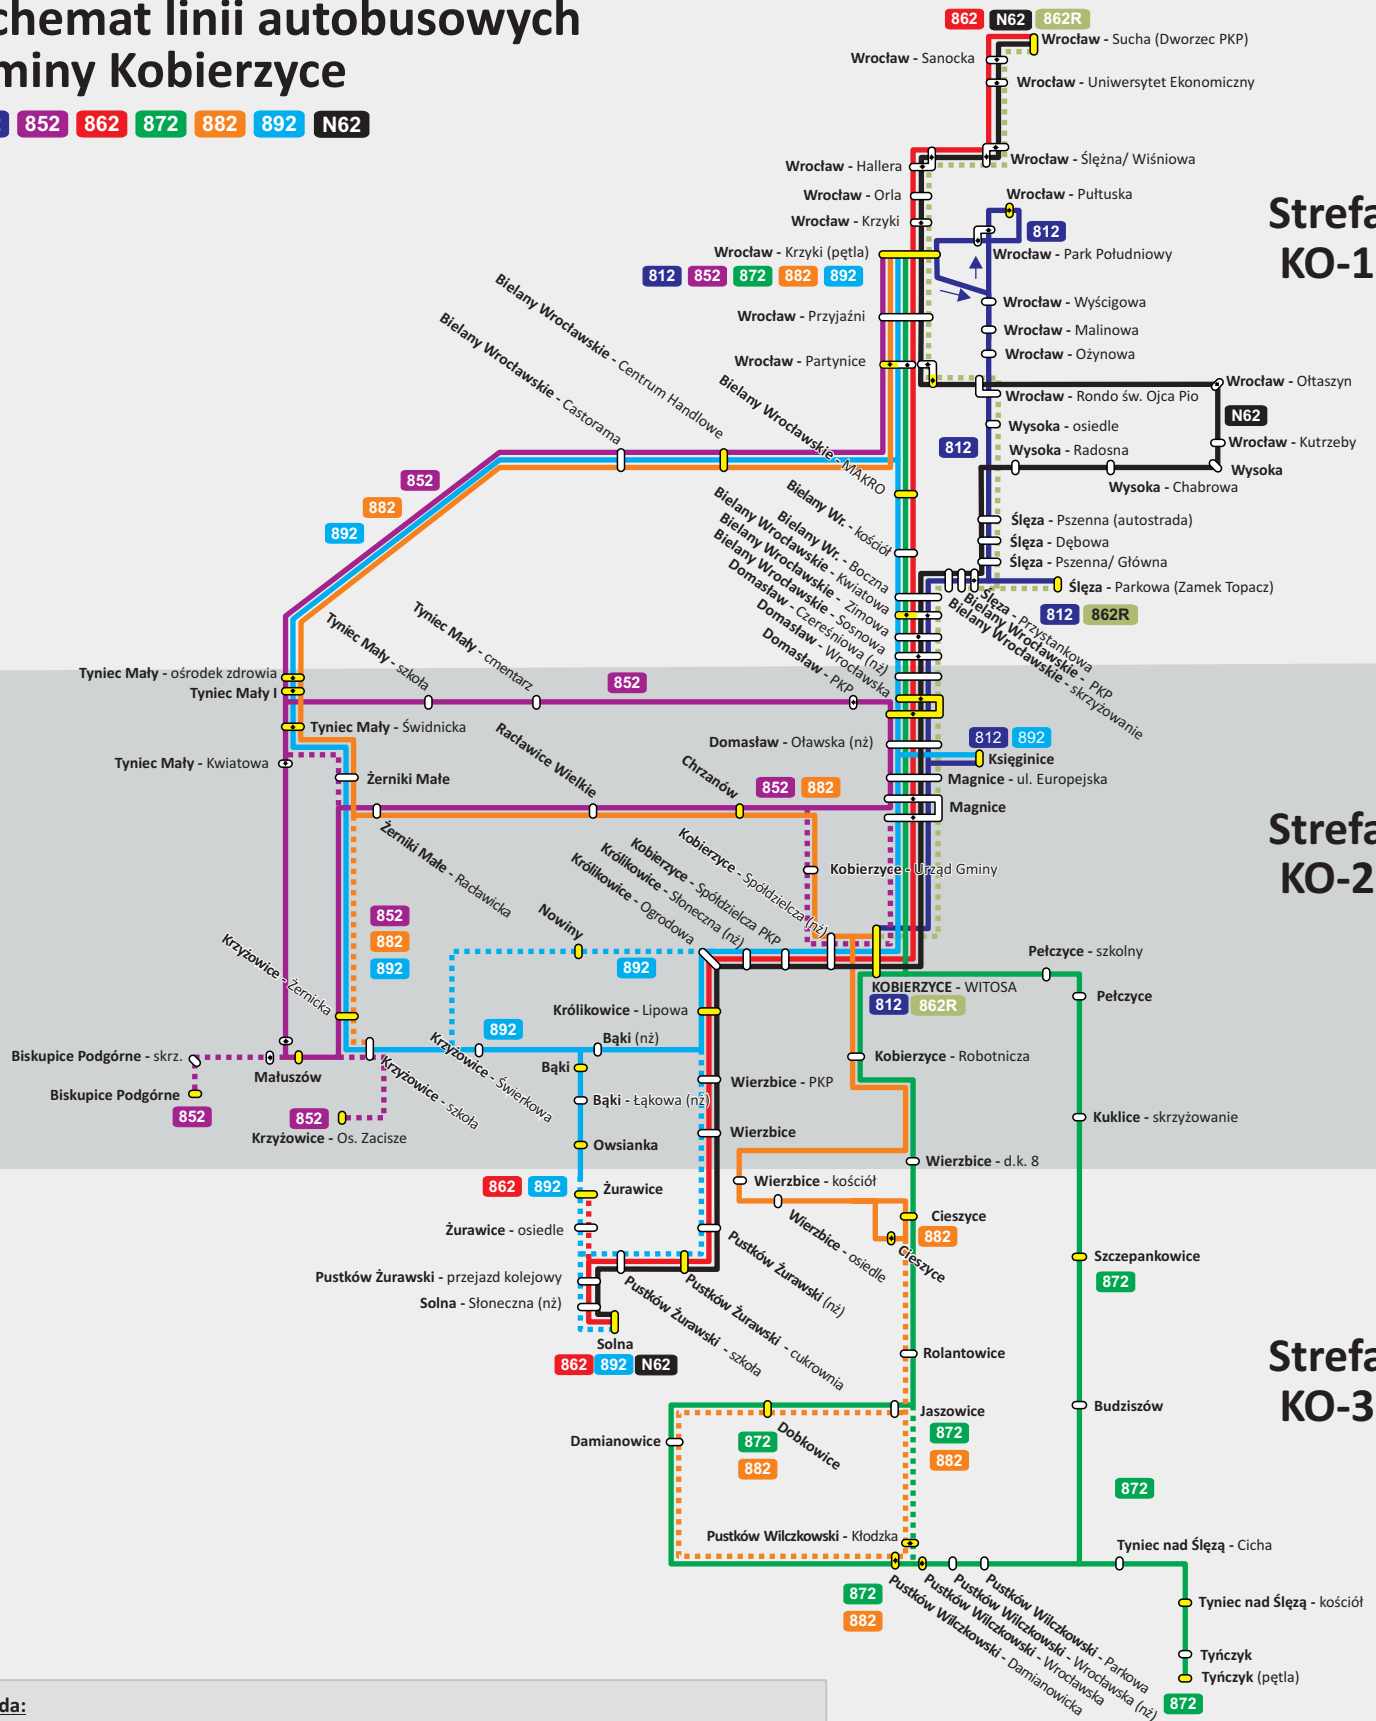 chemat linii autobusowych
miny Kobierzyce
852 862 872 882 892 N62
862 N62 862R
Wrocław - Sucha (Dworzec PKP)
Wrocław - Sanocka
Wrocław - Uniwersytet Ekonomiczny
Wrocław - Ślężna/ Wiśniowa
Wrocław - Hallera
Wrocław - Orla
Wrocław - Pułtuska
Wrocław - Krzyki
812
Strefa
KO-1
Wrocław - Krzyki (pętla)
Wrocław - Park Południowy
812 852 872 882 892
Wrocław - Wyścigowa
Wrocław - Przyjaźni
Wrocław - Malinowa
Wrocław - Ożynowa
Wrocław - Partynice
Bielany Wrocławskie - Centrum Handlowe
Bielany Wrocławskie - Castorama
Bielany Wrocławskie - MAKRO
Wrocław - Ołtaszyn
Wrocław - Rondo św. Ojca Pio
N62
Wysoka - osiedle
812
Wysoka - Radosna
Wrocław - Kutrzeby
Wysoka
Wysoka - Chabrowa
852
882
892
Bielany Wr. - kościół
Bielany Wr. - Boczna
Bielany Wrocławskie - Kwiatowa
Bielany Wrocławskie - Zimowa
Bielany Wrocławskie - Sosnowa
Domasław - Czereśniowa (nż)
Domasław - Wrocławska
Domasław - PKP
Ślęza - Pszenna (autostrada)
Ślęza - Dębowa
Ślęza - Pszenna/ Główna
Ślęza - Parkowa (Zamek Topacz)
812 862R
Ślęza - Przystankowa
Bielany Wrocławskie - PKP
Bielany Wrocławskie - skrzyżowanie
Tyniec Mały - szkoła
Tyniec Mały - cmentarz
Tyniec Mały - ośrodek zdrowia
Tyniec Mały I
852
Tyniec Mały - Świdnicka
Tyniec Mały - Kwiatowa
Żerniki Małe
Racławice Wielkie
Chrzanów
852 882
Domasław - Oławska (nż)
812 892
Księginice
Magnice - ul. Europejska
Magnice
Strefa
KO-2
Żerniki Małe - Racławicka
Kobierzyce - Urząd Gminy
Kobierzyce - Spółdzielcza (nż)
Kobierzyce - Spółdzielcza PKP
Królikowice - Słoneczna (nż)
Królikowice - Ogrodowa
852
882
892
Nowiny
892
Krzyżowice - Żernicka
Pełczyce - szkolny
KOBIERZYCE - WITOSA
812 862R
Pełczyce
Królikowice - Lipowa
892
Bąki (nż)
Krzyżowice - Świerkowa
Krzyżowice - szkoła
Biskupice Podgórne - skrz.
Małuszów
Bąki
Kobierzyce - Robotnicza
Wierzbice - PKP
Biskupice Podgórne
852
852
Krzyżowice - Os. Zacisze
Bąki - Łąkowa (nż)
Kuklice - skrzyżowanie
Wierzbice
Owsianka
Wierzbice - d.k. 8
862 892
Żurawice
Wierzbice - kościół
Wierzbice - osiedle
Cieszyce
882
Cieszyce
Żurawice - osiedle
Pustków Żurawski (nż)
Szczepankowice
872
Pustków Żurawski - przejazd kolejowy
Solna - Słoneczna (nż)
Pustków Żurawski - cukrownia
Pustków Żurawski - szkoła
Solna
862 892 N62
Rolantowice
Strefa
KO-3
Jaszowice
872
882
Budziszów
Damianowice
Dobkowice
872
882
872
Pustków Wilczkowski - Kłodzka
Tyniec nad Ślęzą - Cicha
872
882
Pustków Wilczkowski - Parkowa
Pustków Wilczkowski - Wrocławska (nż)
Pustków Wilczkowski - Wrocławska
Pustków Wilczkowski - Damianowicka
Tyniec nad Ślęzą - kościół
Tyńczyk
Tyńczyk (pętla)
872
da: